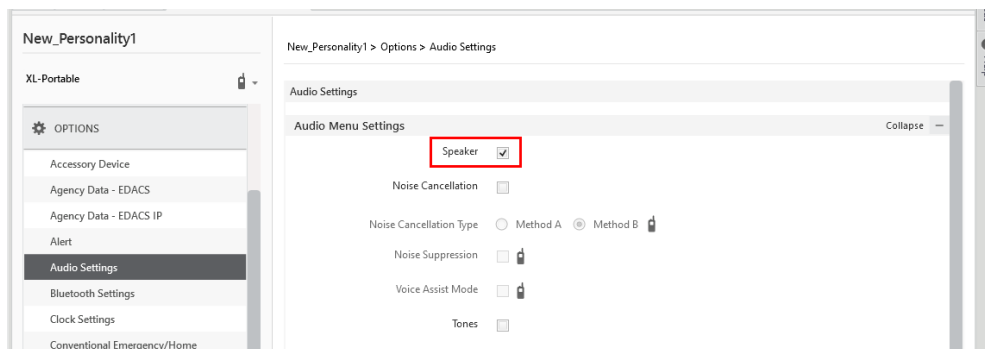 New_Personality1
XL-Portable
OPTIONS
Accessory Device
Agency Data - EDACS
Agency Data - EDACS IP
Alert
Audio Settings
Bluetooth Settings
Clock Settings
Conventional Emergency/Home
New_Personality1 > Options > Audio Settings
Audio Settings
Audio Menu Settings Collapse
Speaker
Noise Cancellation
Noise Cancellation Type Method A Method B
Noise Suppression
Voice Assist Mode
Tones